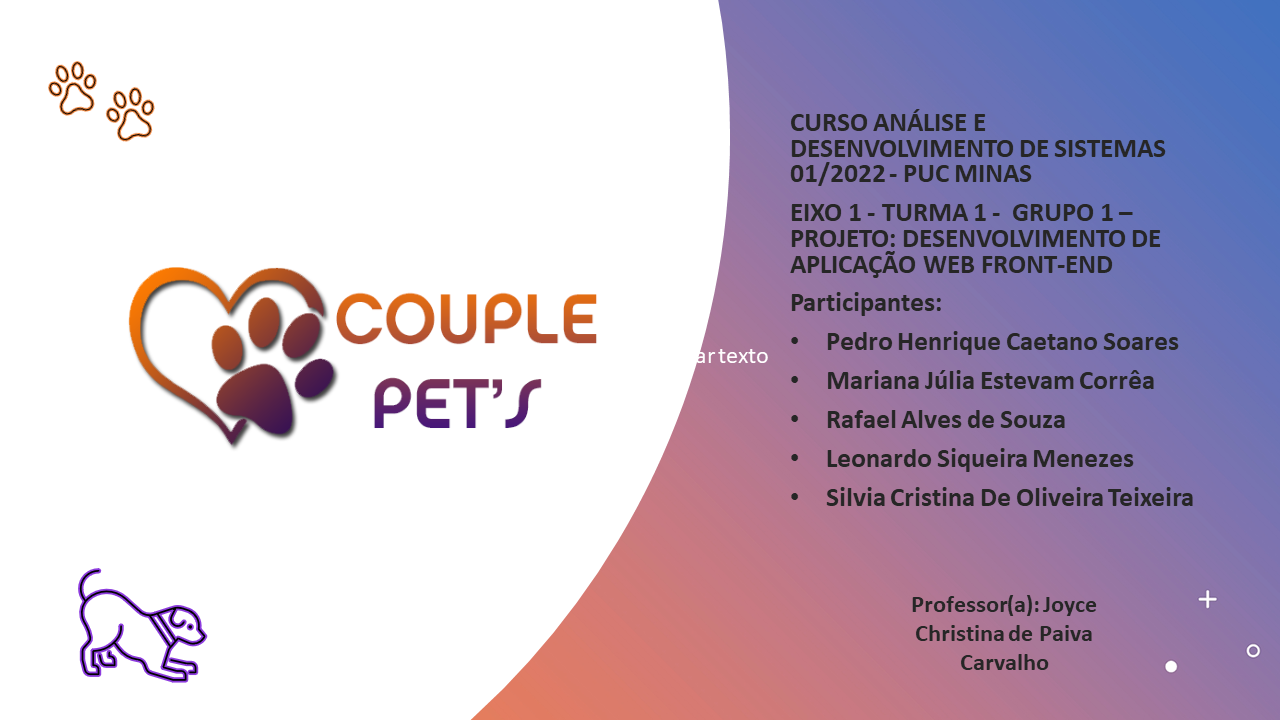 COUPLE
PET'S
ar texto
CURSO ANÁLISE E
DESENVOLVIMENTO DE SISTEMAS
01/2022 - PUC MINAS
EIXO 1 - TURMA 1 - GRUPO 1 –
PROJETO: DESENVOLVIMENTO DE
APLICAÇÃO WEB FRONT-END
Participantes:
• Pedro Henrique Caetano Soares
• Mariana Júlia Estevam Corrêa
• Rafael Alves de Souza
• Leonardo Siqueira Menezes
• Silvia Cristina De Oliveira Teixeira
Professor(a): Joyce
Christina de Paiva
Carvalho